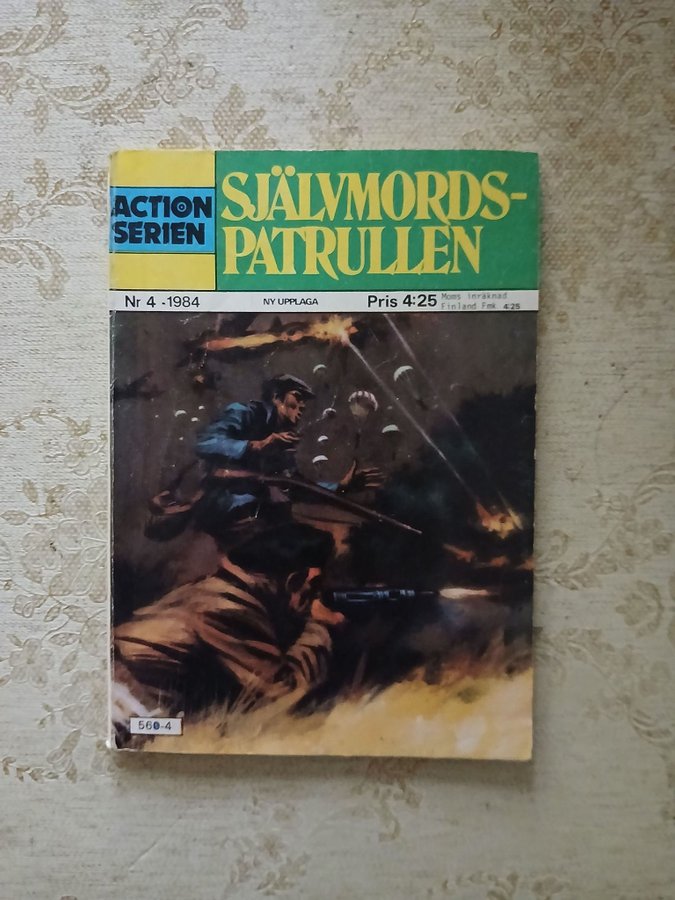 ACTION
SERIEN
SJÄLVMORDS-
PATRULLEN
Nr 4 - 1984
NY UPPLAGA
Pris 4:25
Moms inräknad
Finland Fmk 4:25
560-4